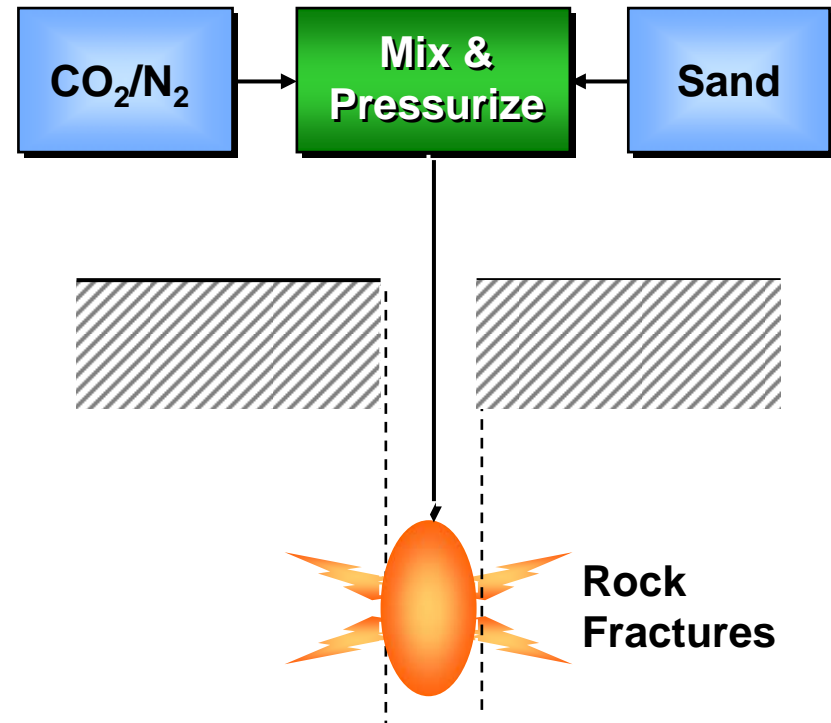 CO₂/N₂
Mix &
Pressurize
Sand
Rock
Fractures